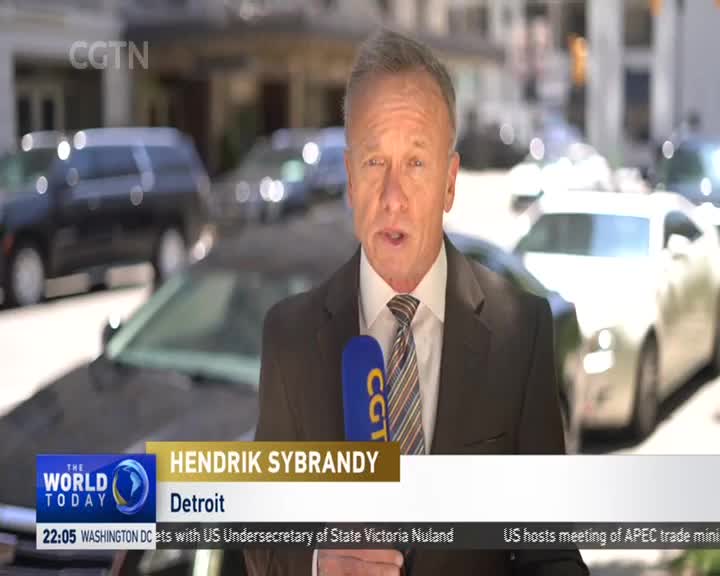 CGTN
CGT
HENDRIK SYBRANDY
THE
WORLD
TODAY
Detroit
22:05 WASHINGTON DC
ets with US Undersecretary of State Victoria Nuland US hosts meeting of APEC trade mini